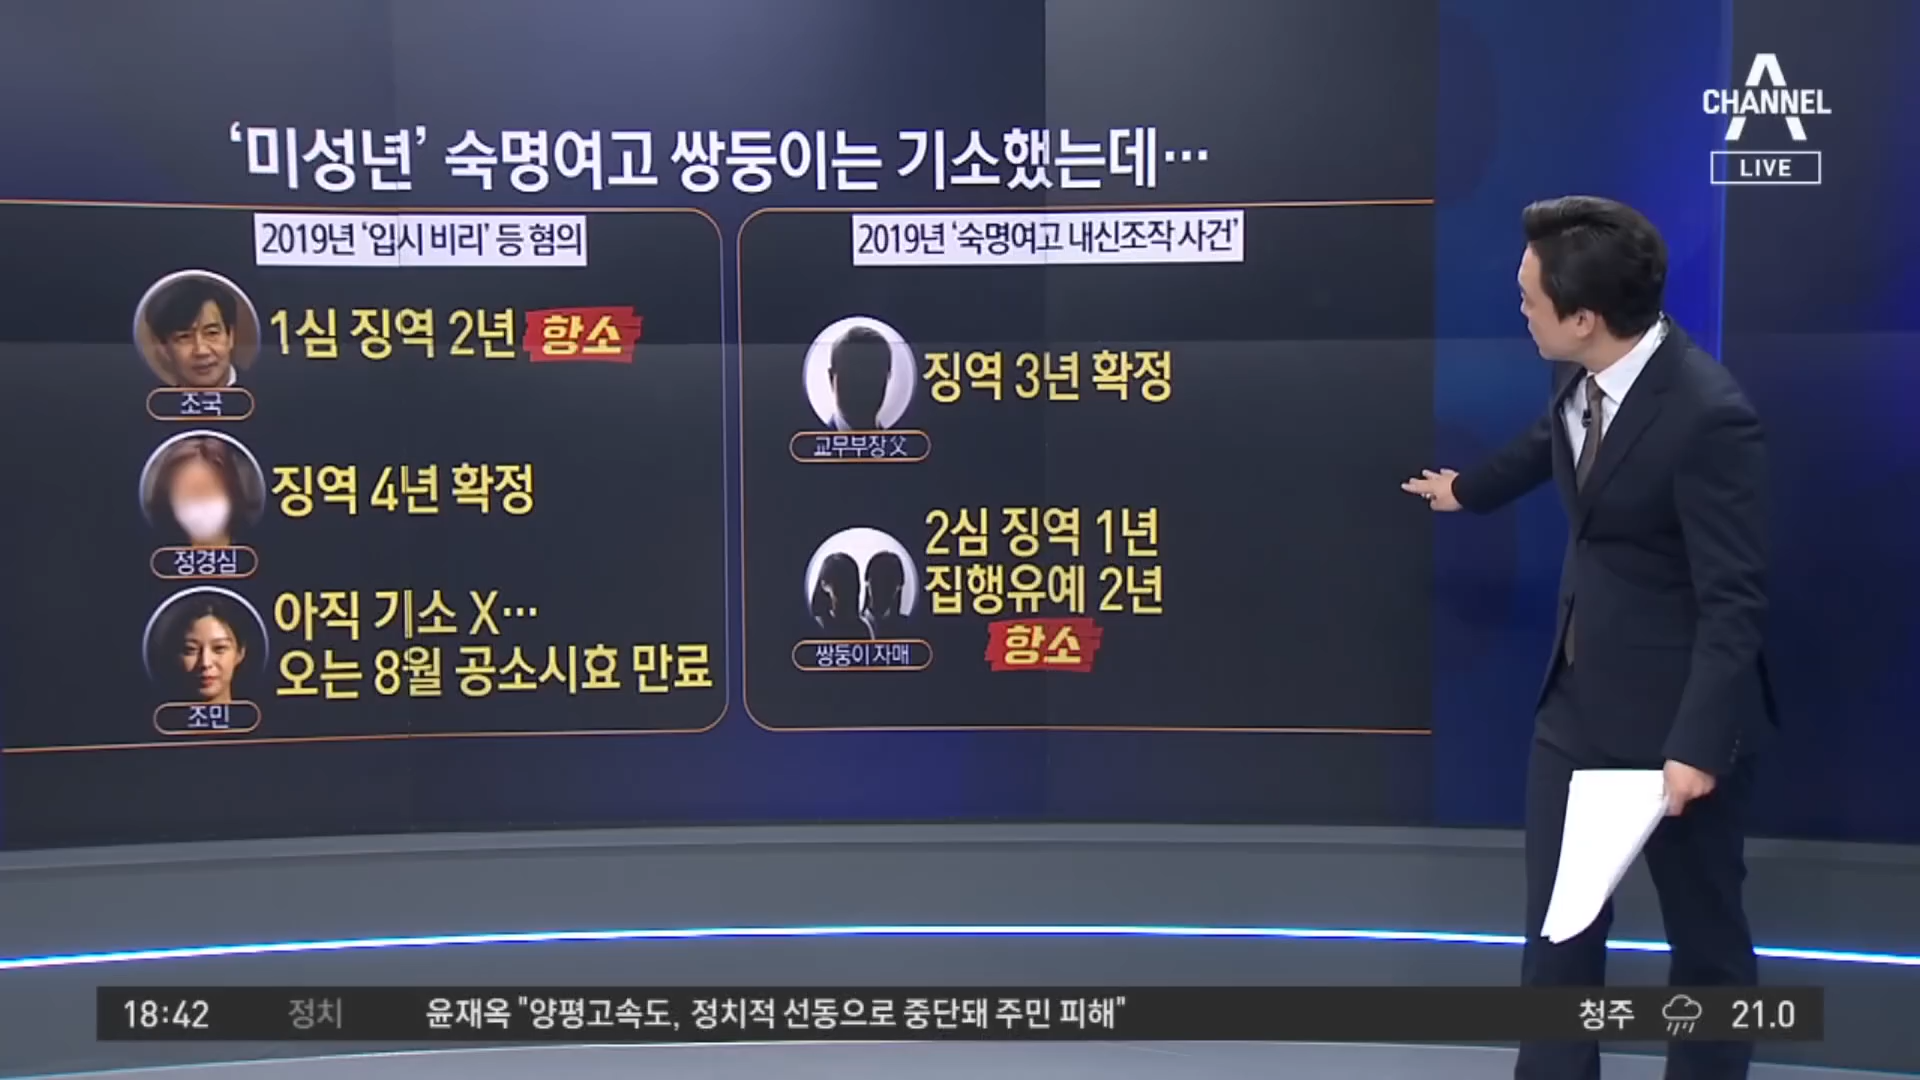 CHANNEL A
LIVE
‘미성년’ 숙명여고 쌍둥이는 기소했는데…
2019년 ‘입시 비리’ 등 혐의
1심 징역 2년 항소
조국
징역 4년 확정
정경심
아직 기소 X…
오는 8월 공소시효 만료
조민
2019년 ‘숙명여고 내신조작 사건’
징역 3년 확정
교무부장 父
2심 징역 1년
집행유예 2년
항소
쌍둥이 자매
18:42 정치 윤재옥 "양평고속도, 정치적 선동으로 중단돼 주민 피해" 청주 21.0